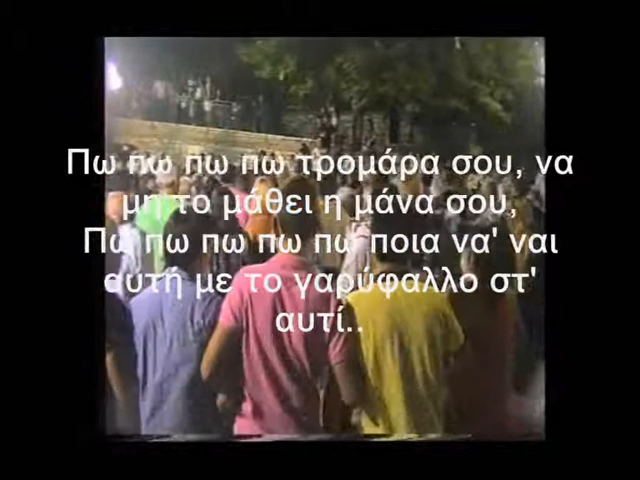 Πω πω πω πω τρομάρα σου, να
μη το μάθει η μάνα σου,
Πω πω πω πω πω ποια να' ναι
αυτή με το γαρύφαλλο στ'
αυτί..